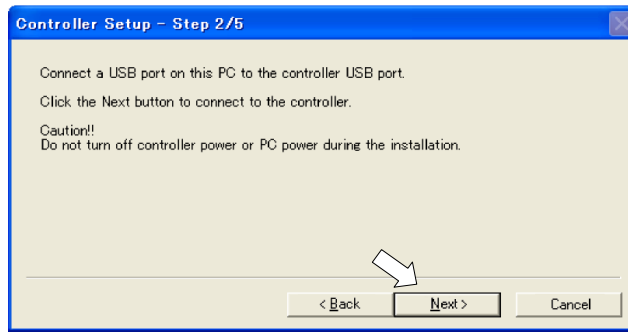 Controller Setup - Step 2/5
Connect a USB port on this PC to the controller USB port.
Click the Next button to connect to the controller.
Caution!!
Do not turn off controller power or PC power during the installation.
< Back
Next >
Cancel